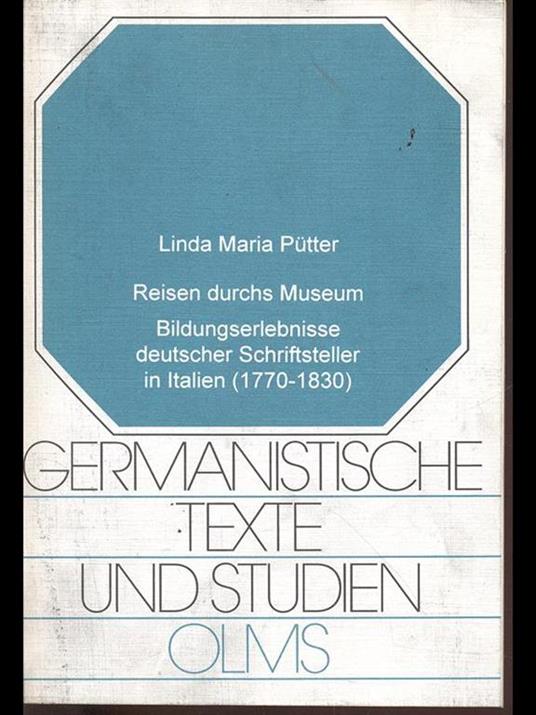 Linda Maria Pütter
Reisen durchs Museum
Bildungserlebnisse
deutscher Schriftsteller
in Italien (1770-1830)
GERMANISTISCHE
TEXTE
UND STUDIEN
OLMS